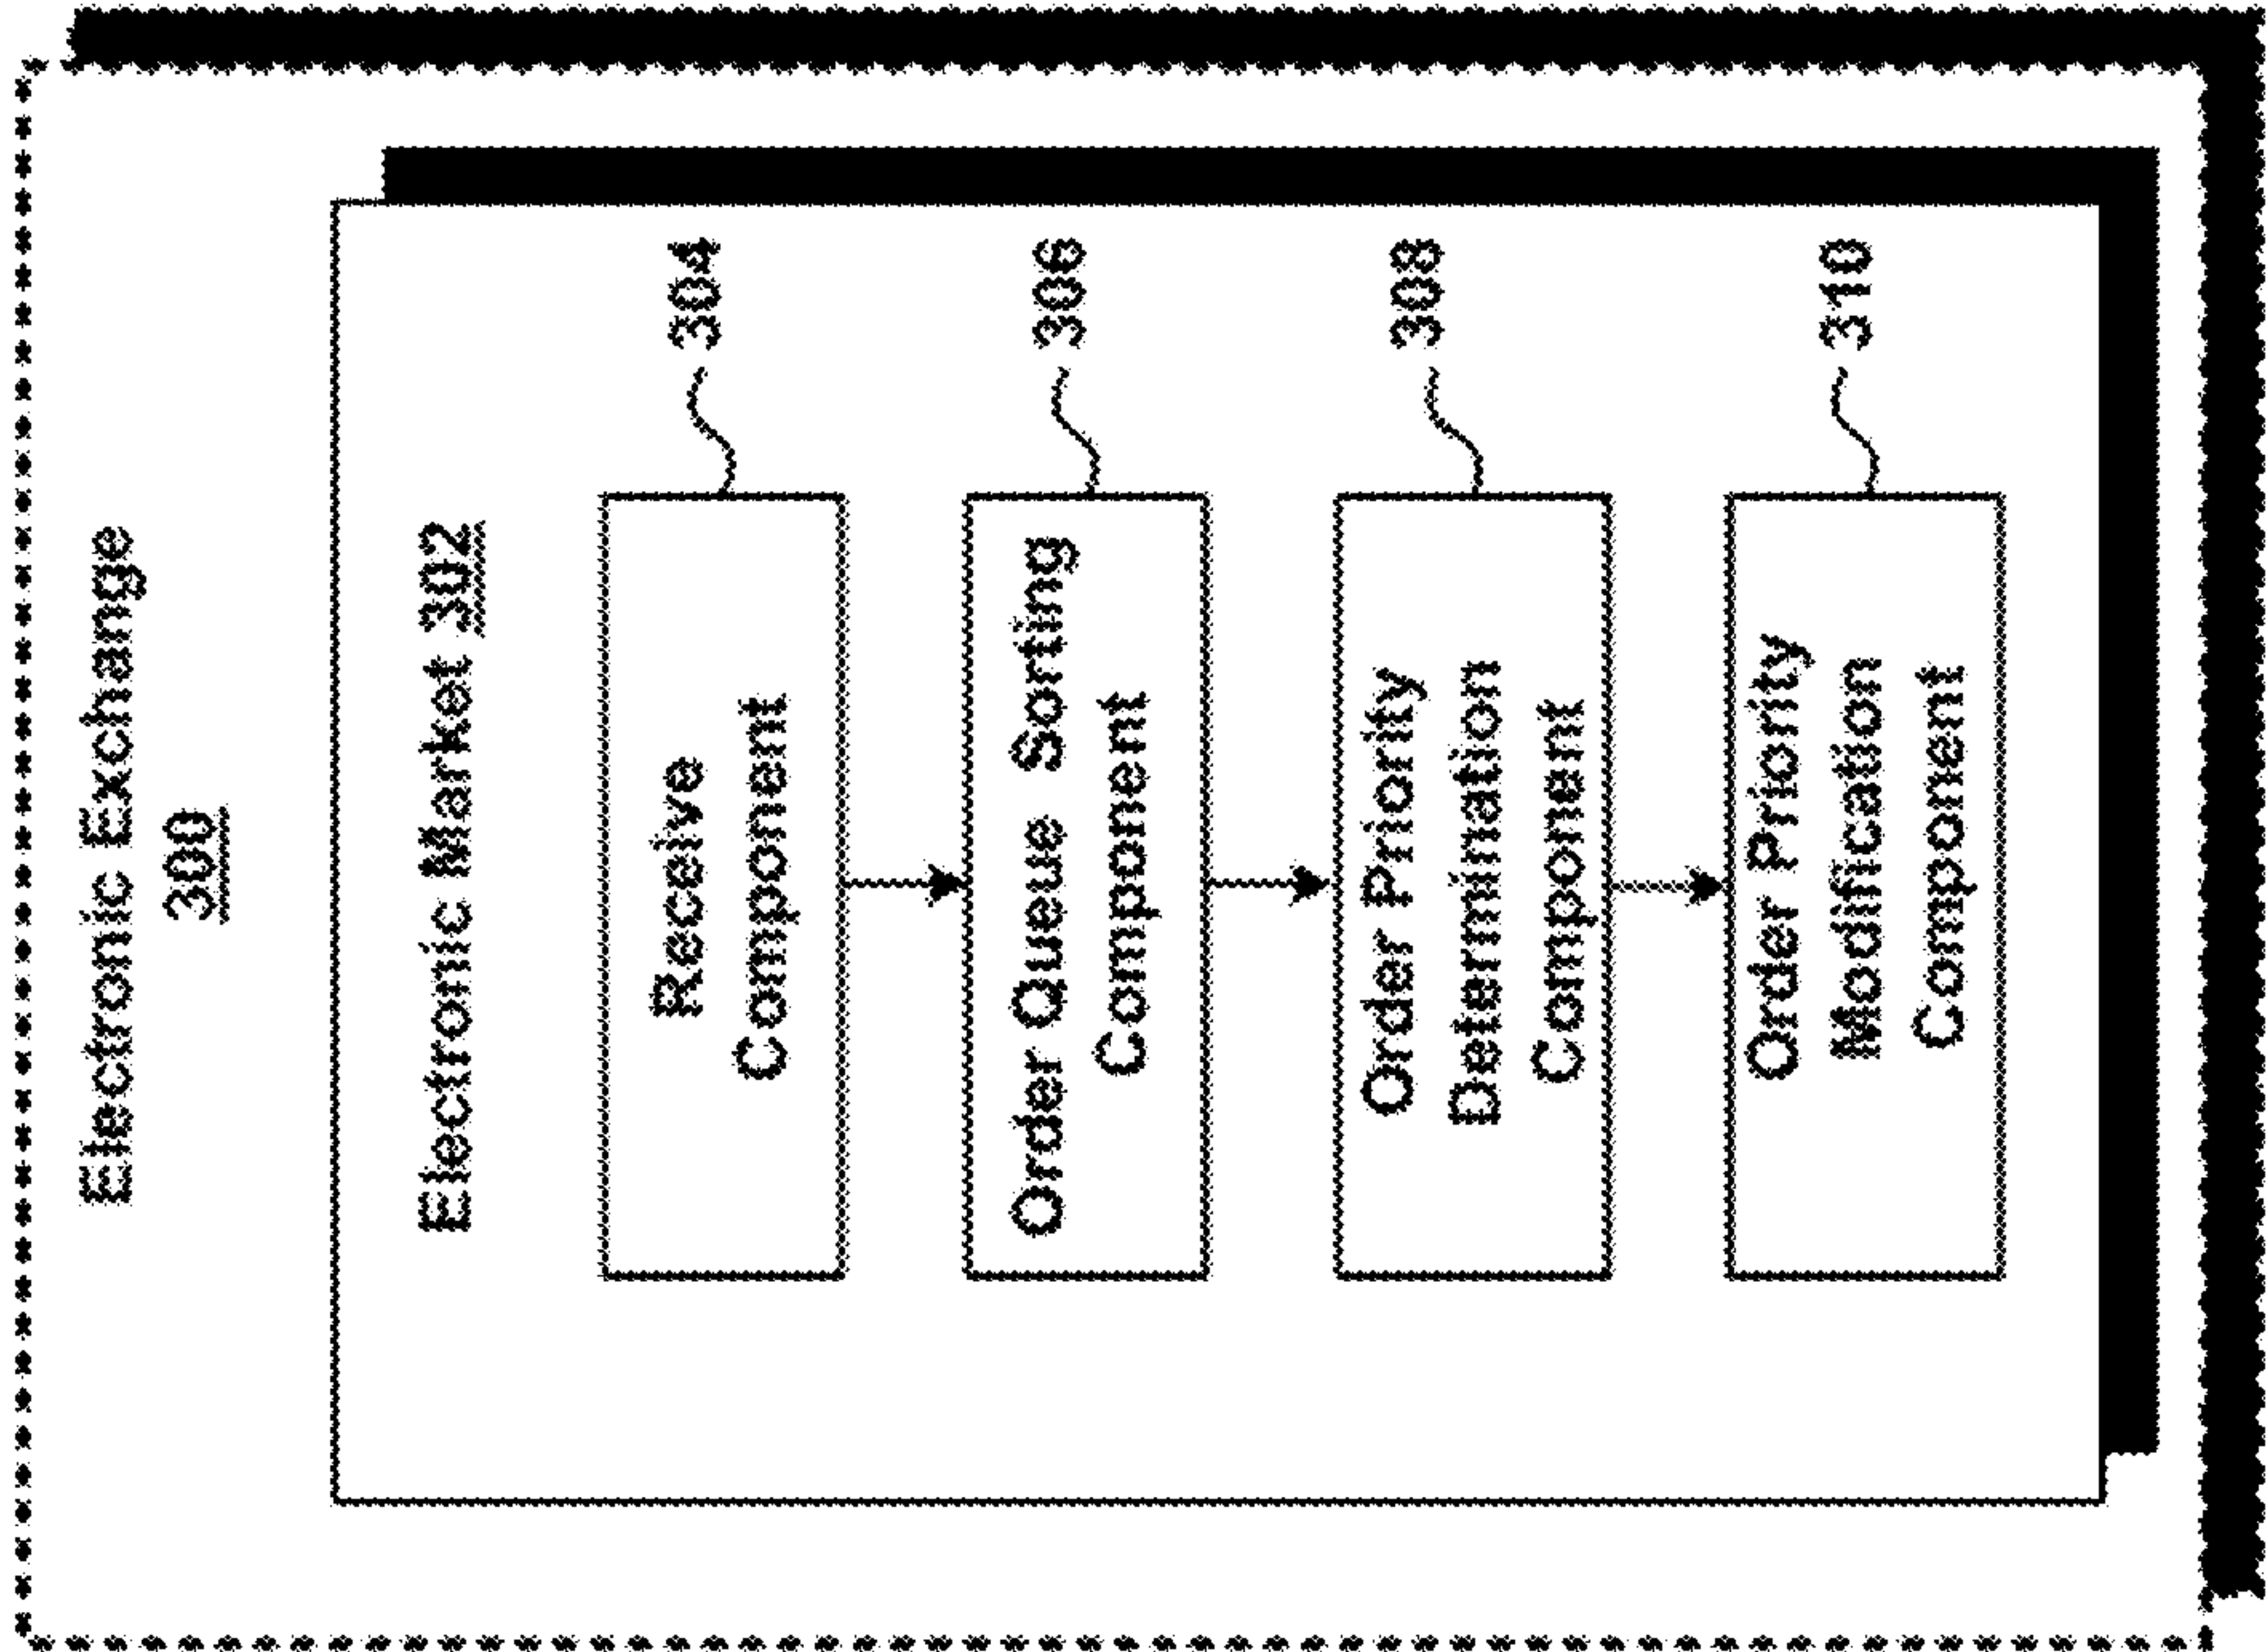 Electronic Exchange
300
Electronic Market 302
Receive
Component
304
Order Queue Sorting
Component
306
Order Priority
Determination
Component
308
Order Priority
Modification
Component
310